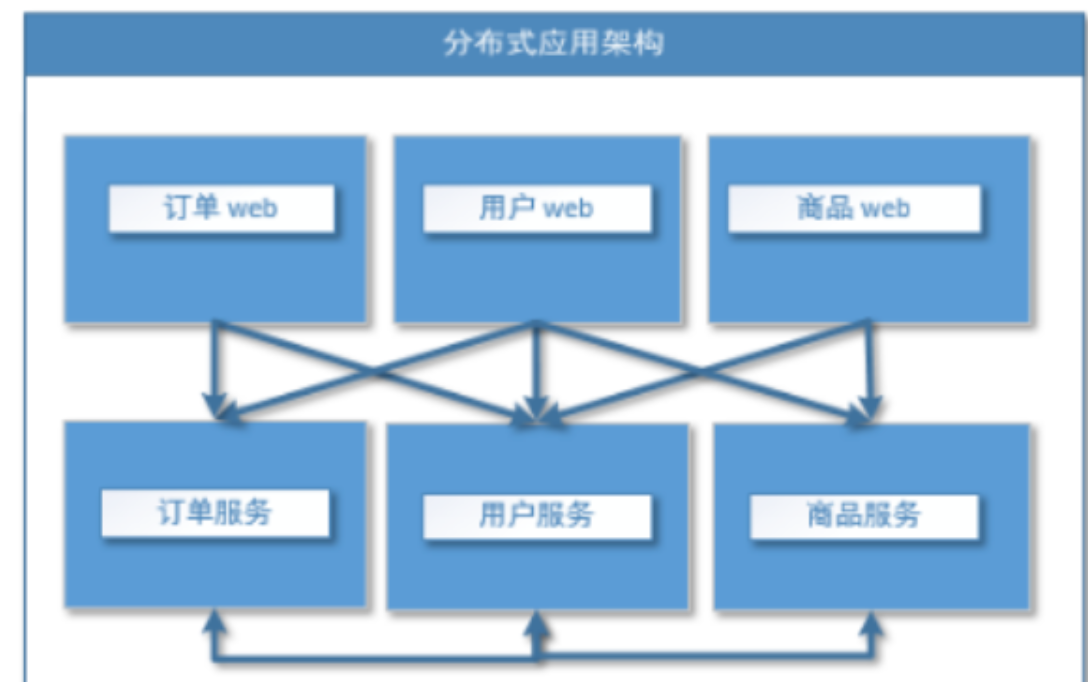 分布式应用架构
订单 web
用户 web
商品 web
订单服务
用户服务
商品服务